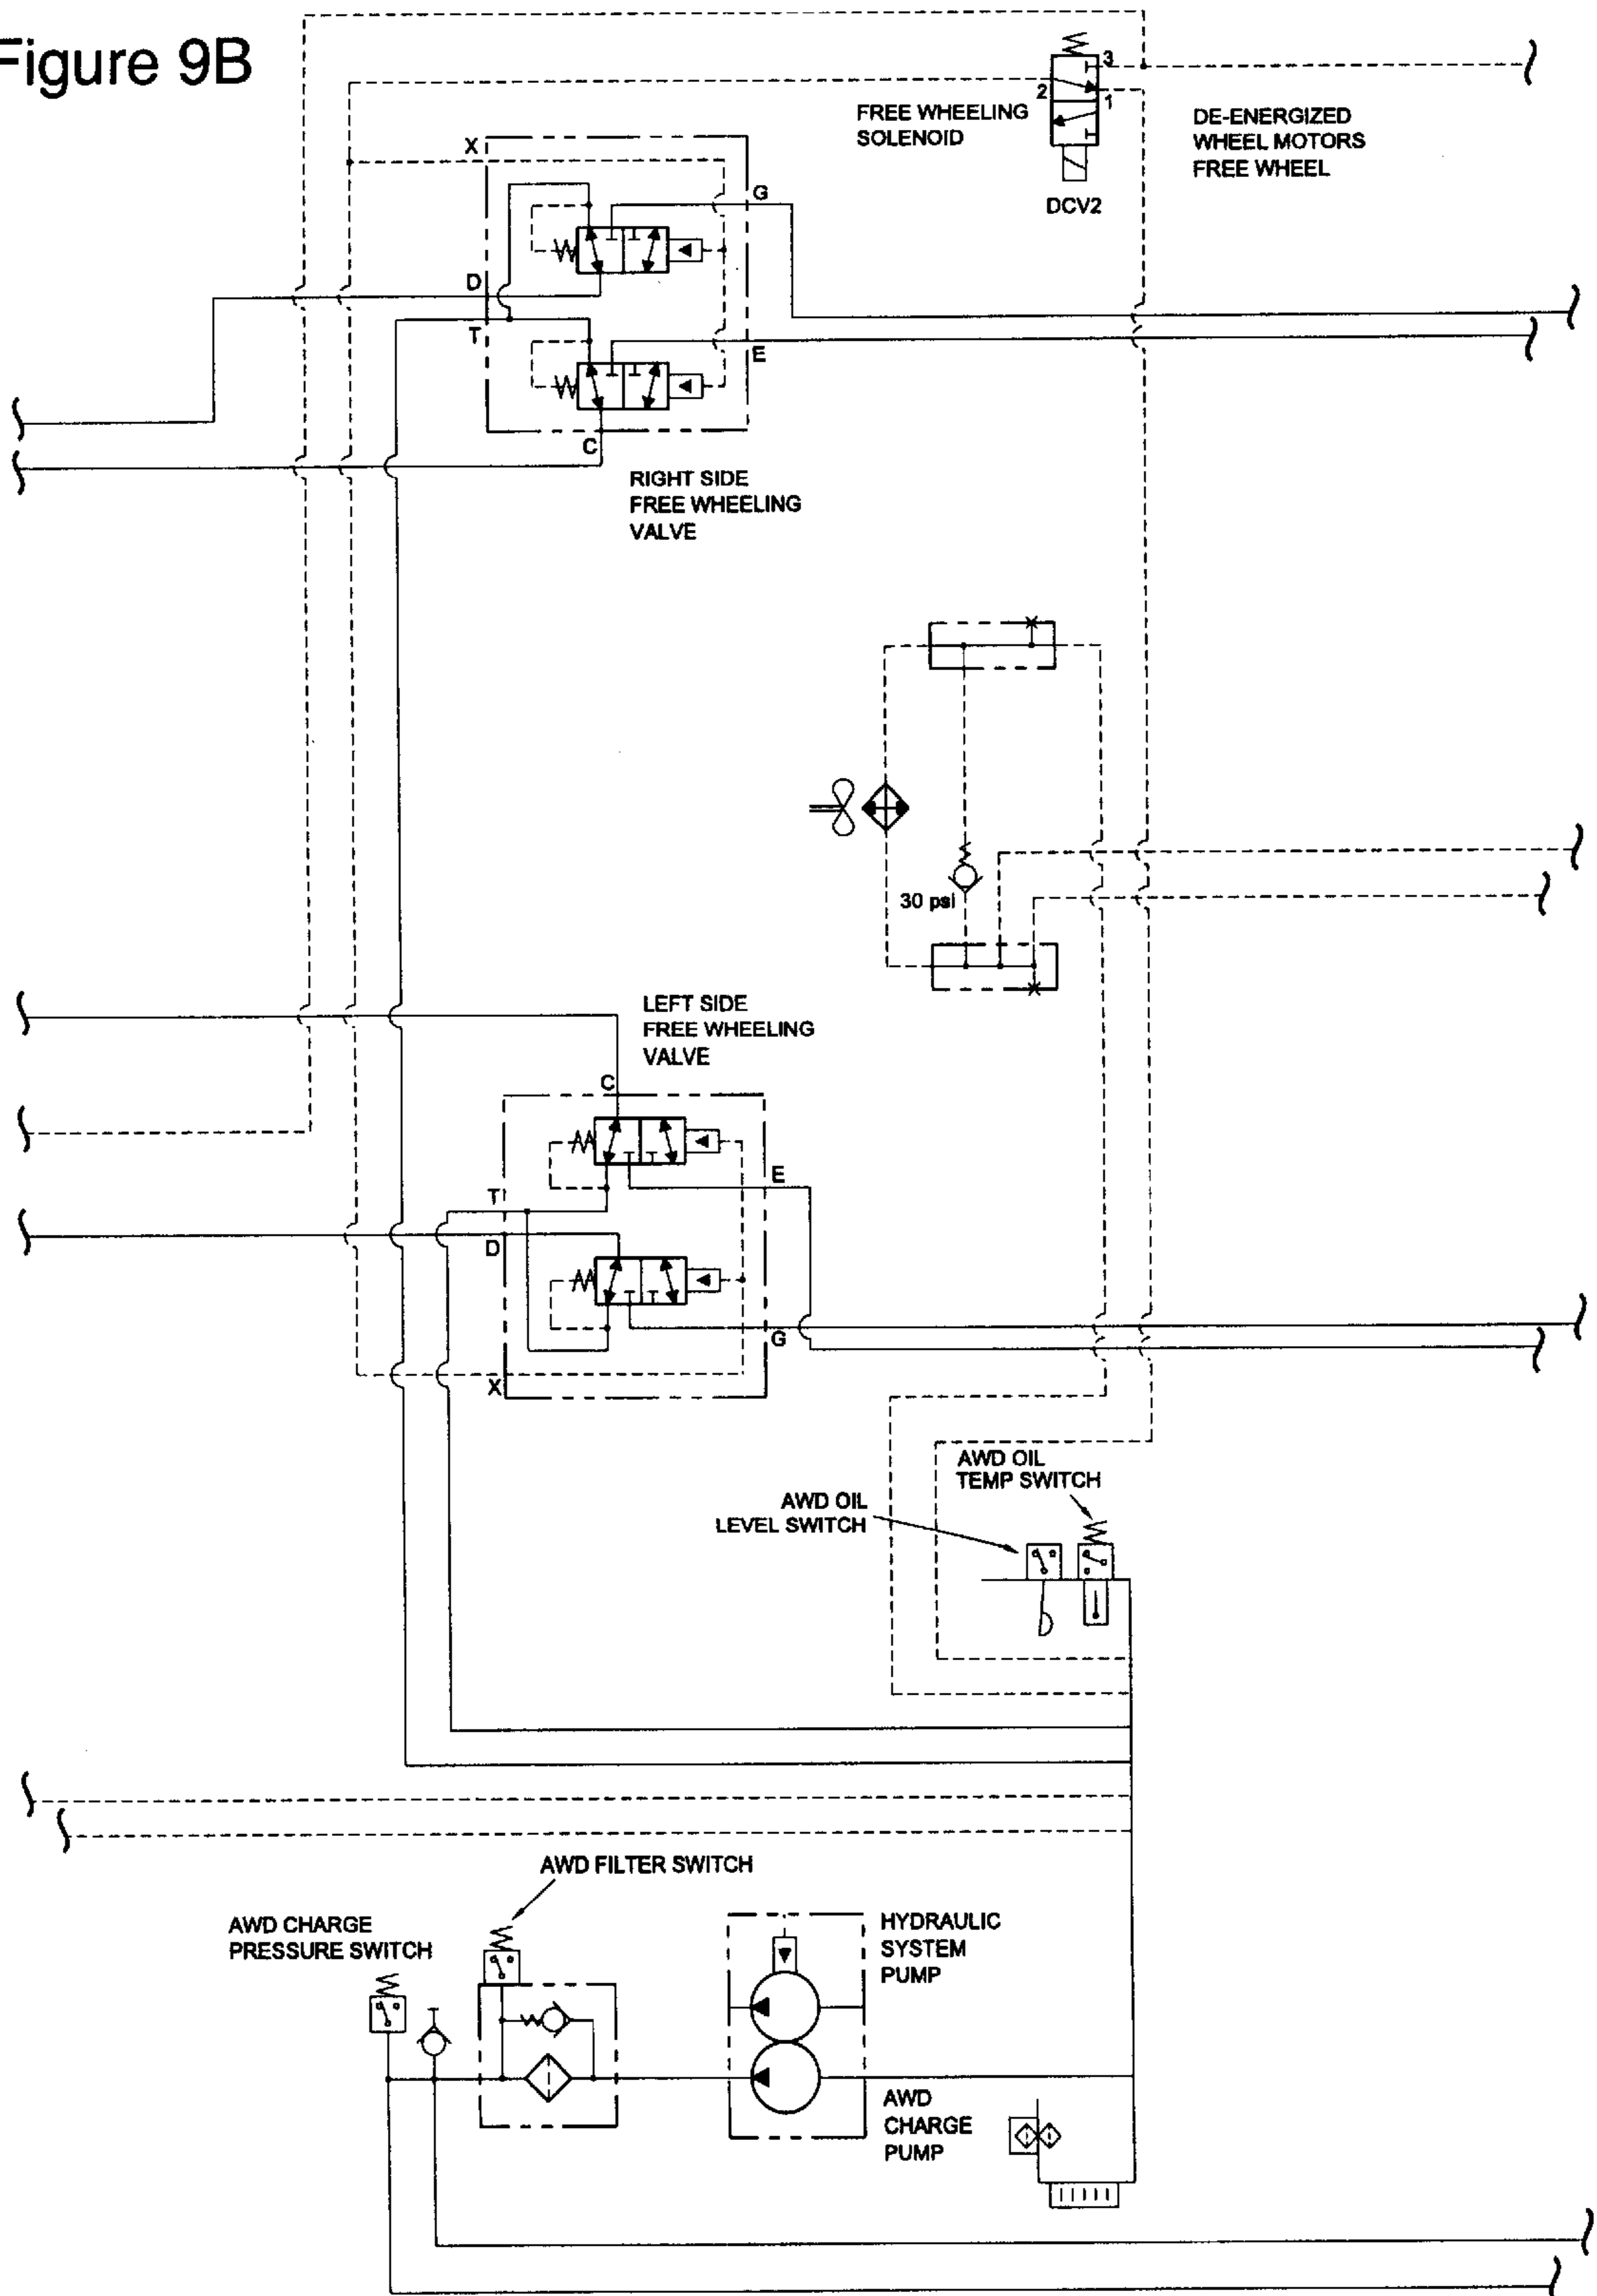 Figure 9B
3
2
1
FREE WHEELING
SOLENOID
DE-ENERGIZED
WHEEL MOTORS
FREE WHEEL
DCV2
X
G
D
T
E
C
RIGHT SIDE
FREE WHEELING
VALVE
30 psi
LEFT SIDE
FREE WHEELING
VALVE
C
E
T
D
G
X
AWD OIL
TEMP SWITCH
AWD OIL
LEVEL SWITCH
AWD FILTER SWITCH
AWD CHARGE
PRESSURE SWITCH
HYDRAULIC
SYSTEM
PUMP
AWD
CHARGE
PUMP